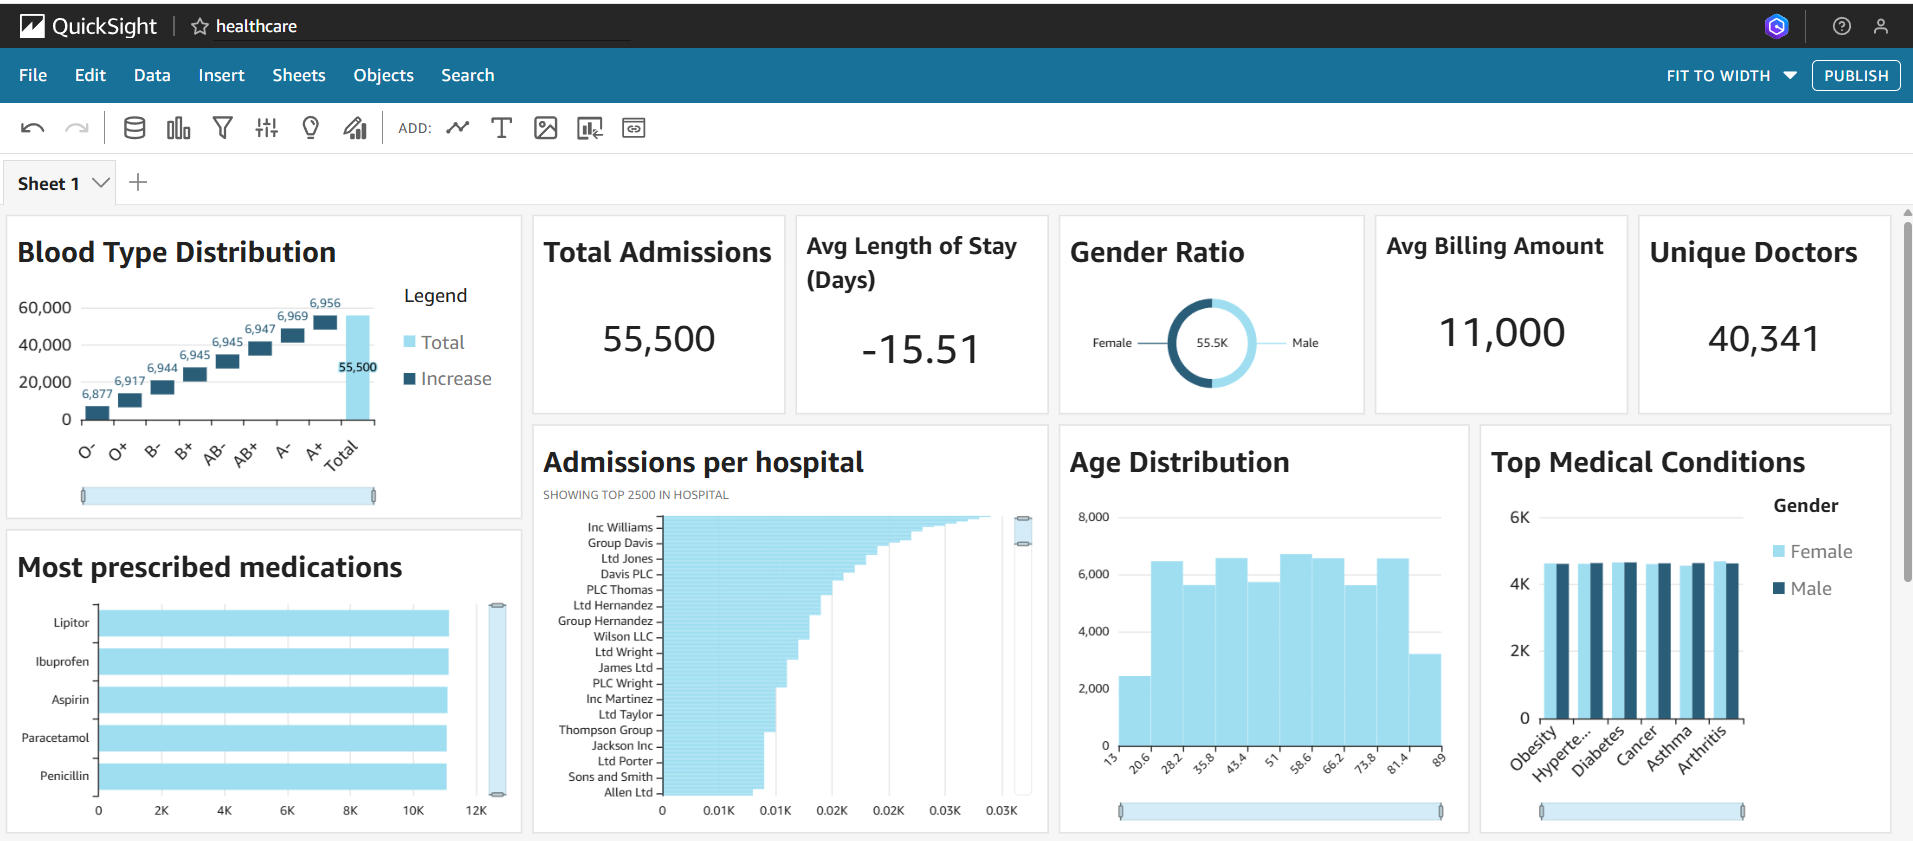 QuickSight
healthcare
File Edit Data Insert Sheets Objects Search
FIT TO WIDTH PUBLISH
ADD:
Sheet 1
Blood Type Distribution
60,000
40,000
20,000
0
6,877
6,917
6,944
6,945
6,945
6,947
6,969
6,956
55,500
O-
O+
B-
B+
AB-
AB+
A-
A+
Total
Legend
Total
Increase
Total Admissions
55,500
Avg Length of Stay
(Days)
-15.51
Gender Ratio
Female
55.5K
Male
Avg Billing Amount
11,000
Unique Doctors
40,341
Most prescribed medications
Lipitor
Ibuprofen
Aspirin
Paracetamol
Penicillin
0 2K 4K 6K 8K 10K 12K
Admissions per hospital
SHOWING TOP 2500 IN HOSPITAL
Inc Williams
Group Davis
Ltd Jones
Davis PLC
PLC Thomas
Ltd Hernandez
Group Hernandez
Wilson LLC
Ltd Wright
James Ltd
PLC Wright
Inc Martinez
Ltd Taylor
Thompson Group
Jackson Inc
Ltd Porter
Sons and Smith
Allen Ltd
0 0.01K 0.01K 0.02K 0.02K 0.03K 0.03K
Age Distribution
8,000
6,000
4,000
2,000
0
13 20.6 28.2 35.8 43.4 51 58.6 66.2 73.8 81.4 89
Top Medical Conditions
6K
4K
2K
0
Obesity
Hyperte...
Diabetes
Cancer
Asthma
Arthritis
Gender
Female
Male